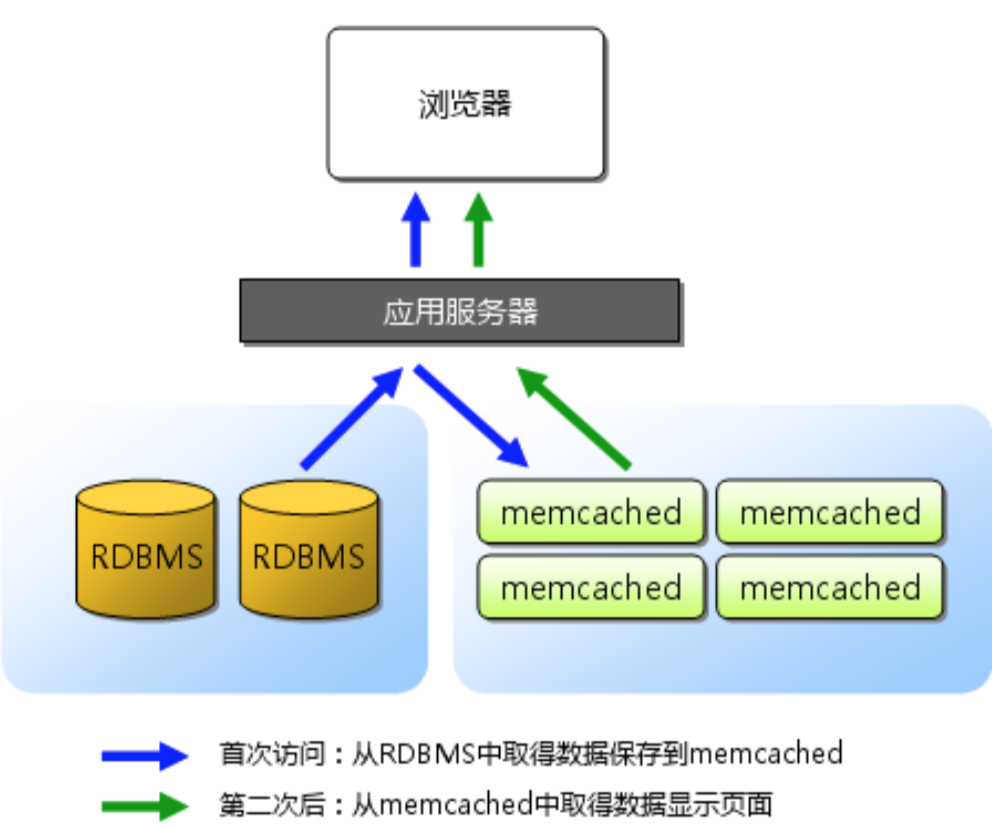 浏览器
应用服务器
RDBMS
RDBMS
memcached
memcached
memcached
memcached
首次访问：从RDBMS中取得数据保存到memcached
第二次后：从memcached中取得数据显示页面